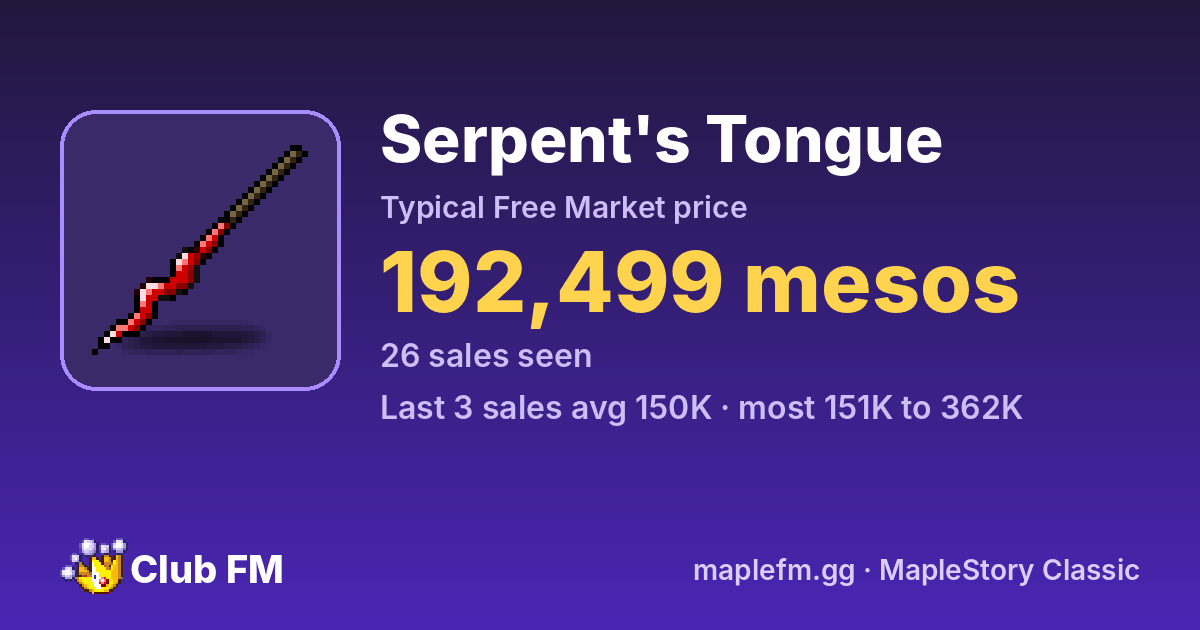 Serpent's Tongue
Typical Free Market price
192,499 mesos
26 sales seen
Last 3 sales avg 150K · most 151K to 362K
Club FM
maplefm.gg · MapleStory Classic